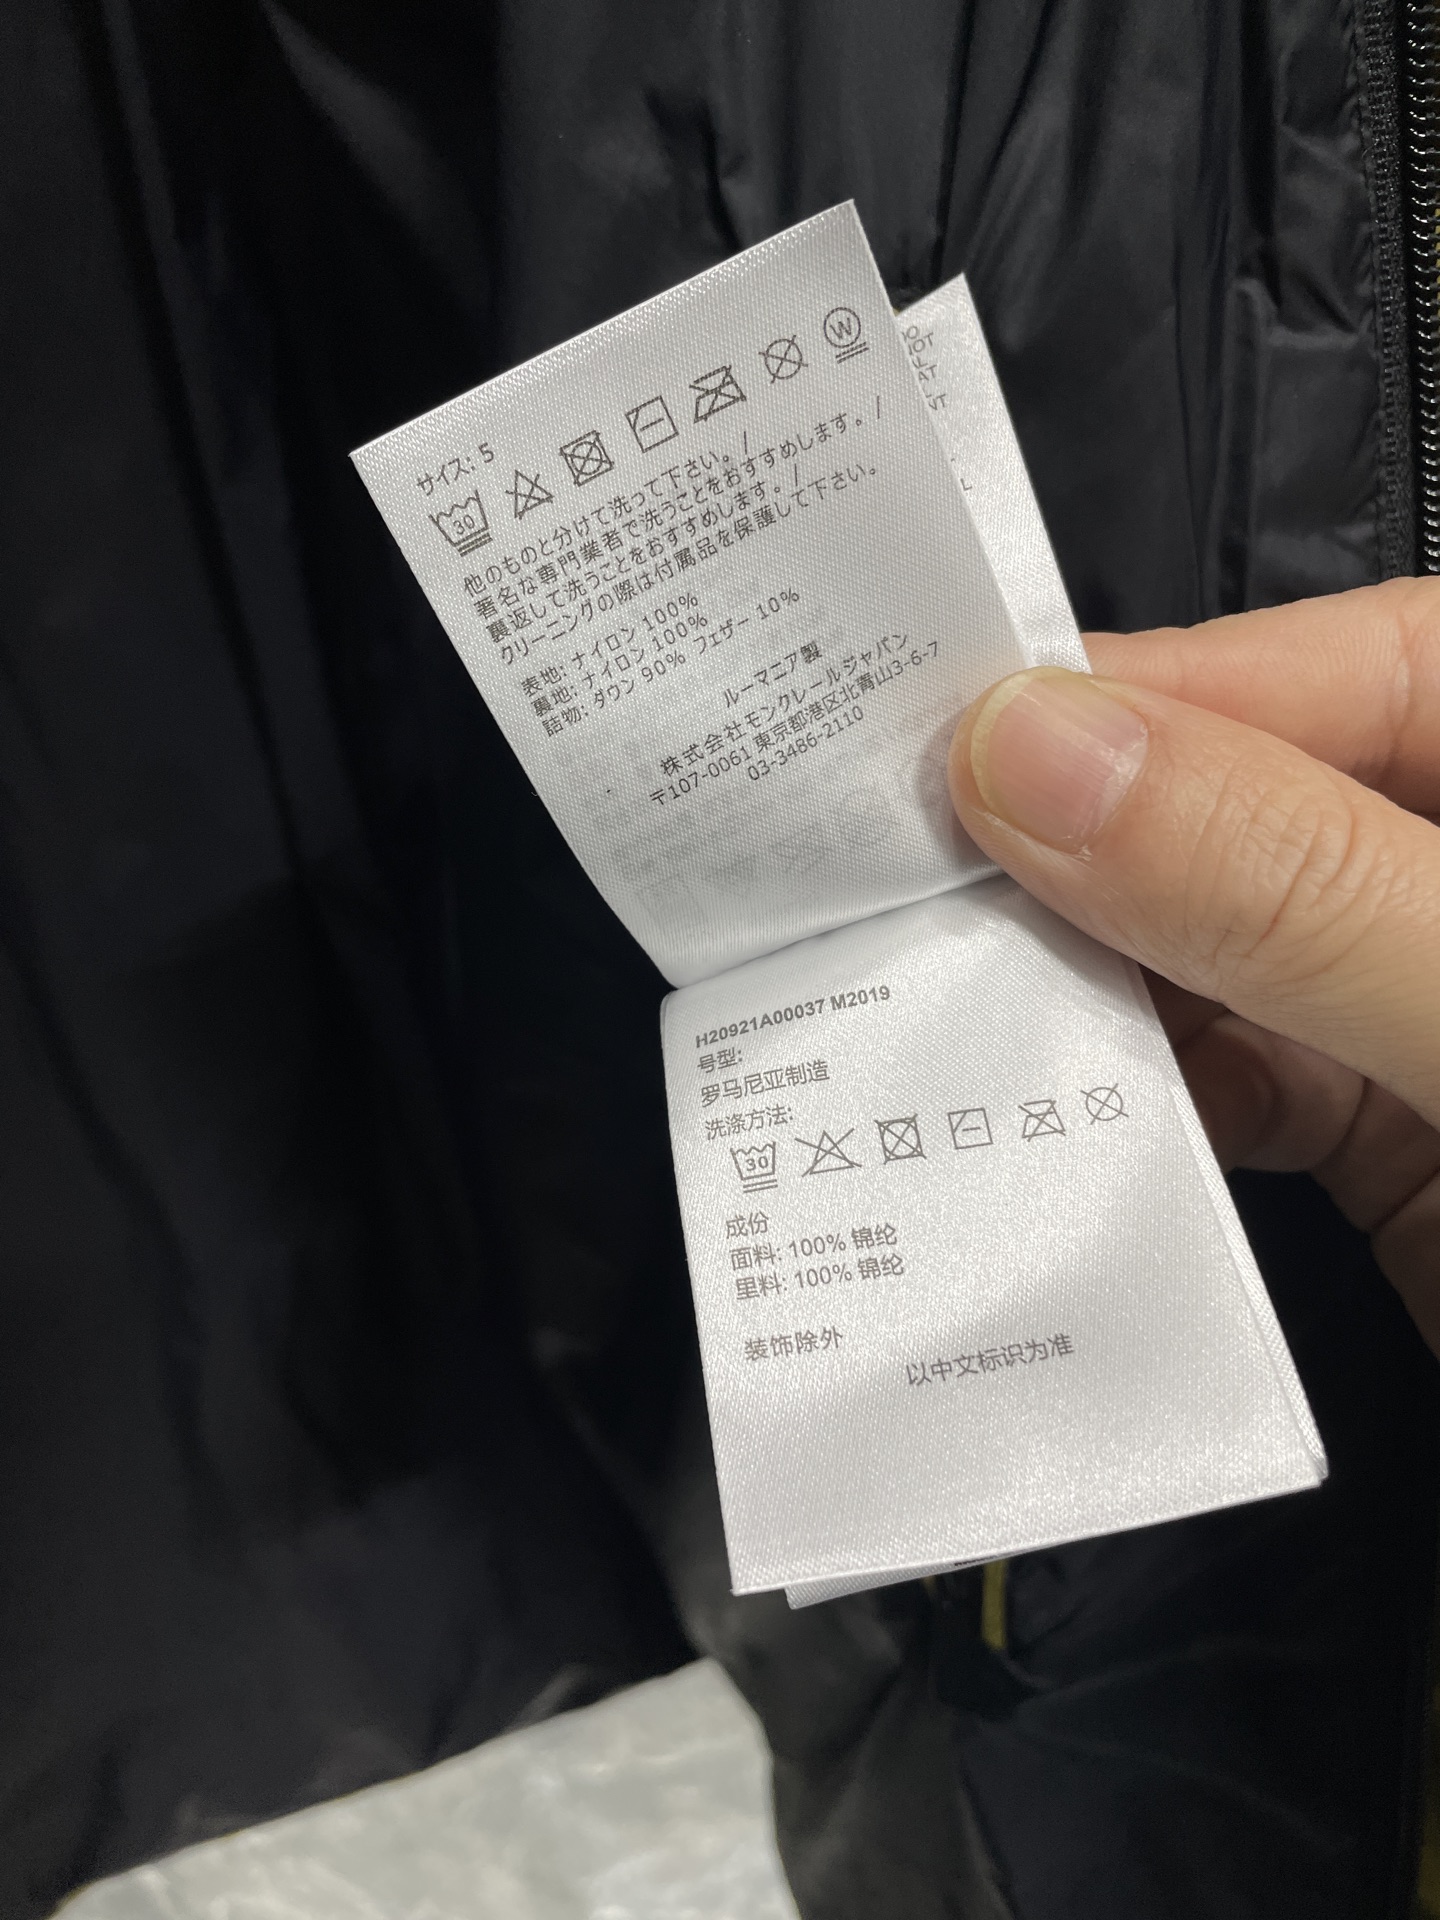 サイズ: 5
30
W
他のものと分けて洗って下さい。/
著名な専門業者で洗うことをおすすめします。/
裏返して洗うことをおすすめします。/
クリーニングの際は付属品を保護して下さい。
表地: ナイロン 100%
裏地: ナイロン 100%
詰物: ダウン 90% フェザー 10%
ルーマニア製
株式会社モンクレールジャパン
〒107-0061 東京都港区北青山3-6-7
03-3486-2110
H20921A00037 M2019
号型:
罗马尼亚制造
洗涤方法:
30
成份
面料: 100% 锦纶
里料: 100% 锦纶
装饰除外
以中文标识为准